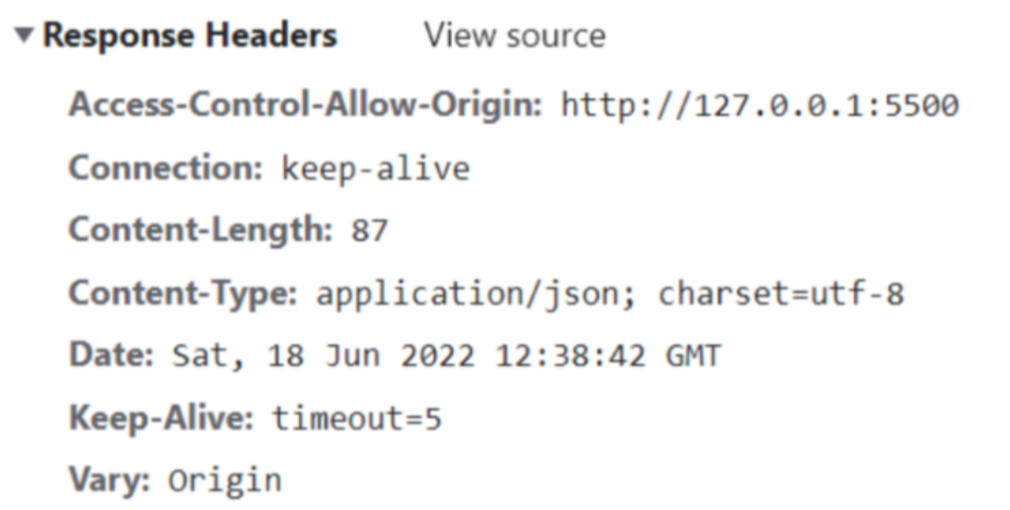 Response Headers View source
Access-Control-Allow-Origin: http://127.0.0.1:5500
Connection: keep-alive
Content-Length: 87
Content-Type: application/json; charset=utf-8
Date: Sat, 18 Jun 2022 12:38:42 GMT
Keep-Alive: timeout=5
Vary: Origin